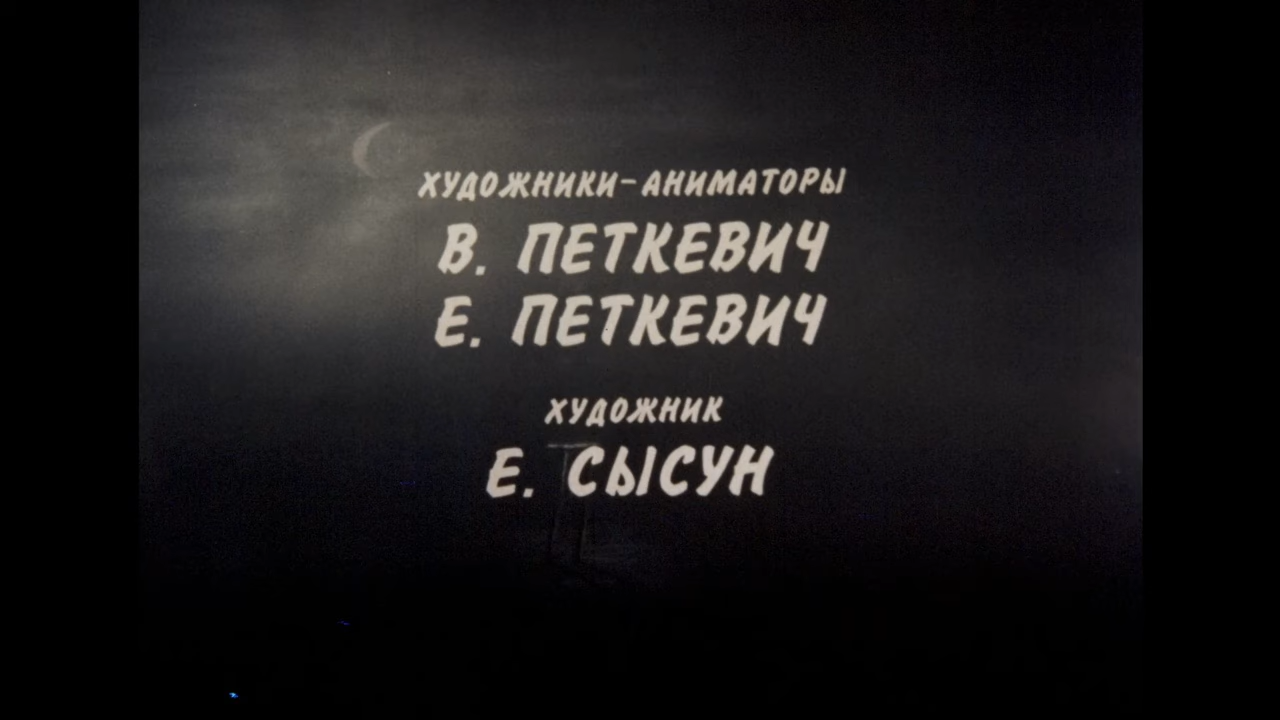 ХУДОЖНИКИ-АНИМАТОРЫ
В. ПЕТКЕВИЧ
Е. ПЕТКЕВИЧ
ХУДОЖНИК
Е. СЫСУН